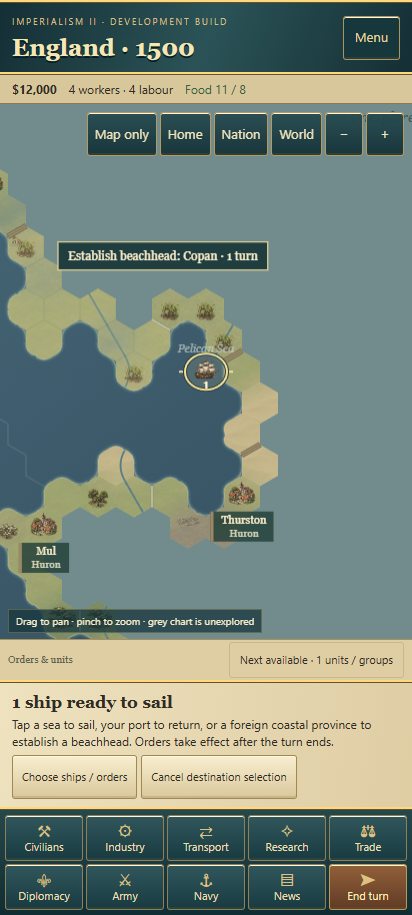 IMPERIALISM II · DEVELOPMENT BUILD
England · 1500
Menu
$12,000 4 workers · 4 labour Food 11 / 8
Map only
Home
Nation
World
−
+
Establish beachhead: Copan · 1 turn
Pelican Sea
1
Thurston
Huron
Mul
Huron
Drag to pan · pinch to zoom · grey chart is unexplored
Orders & units
Next available · 1 units / groups
1 ship ready to sail
Tap a sea to sail, your port to return, or a foreign coastal province to
establish a beachhead. Orders take effect after the turn ends.
Choose ships / orders
Cancel destination selection
Civilians
Industry
Transport
Research
Trade
Diplomacy
Army
Navy
News
End turn